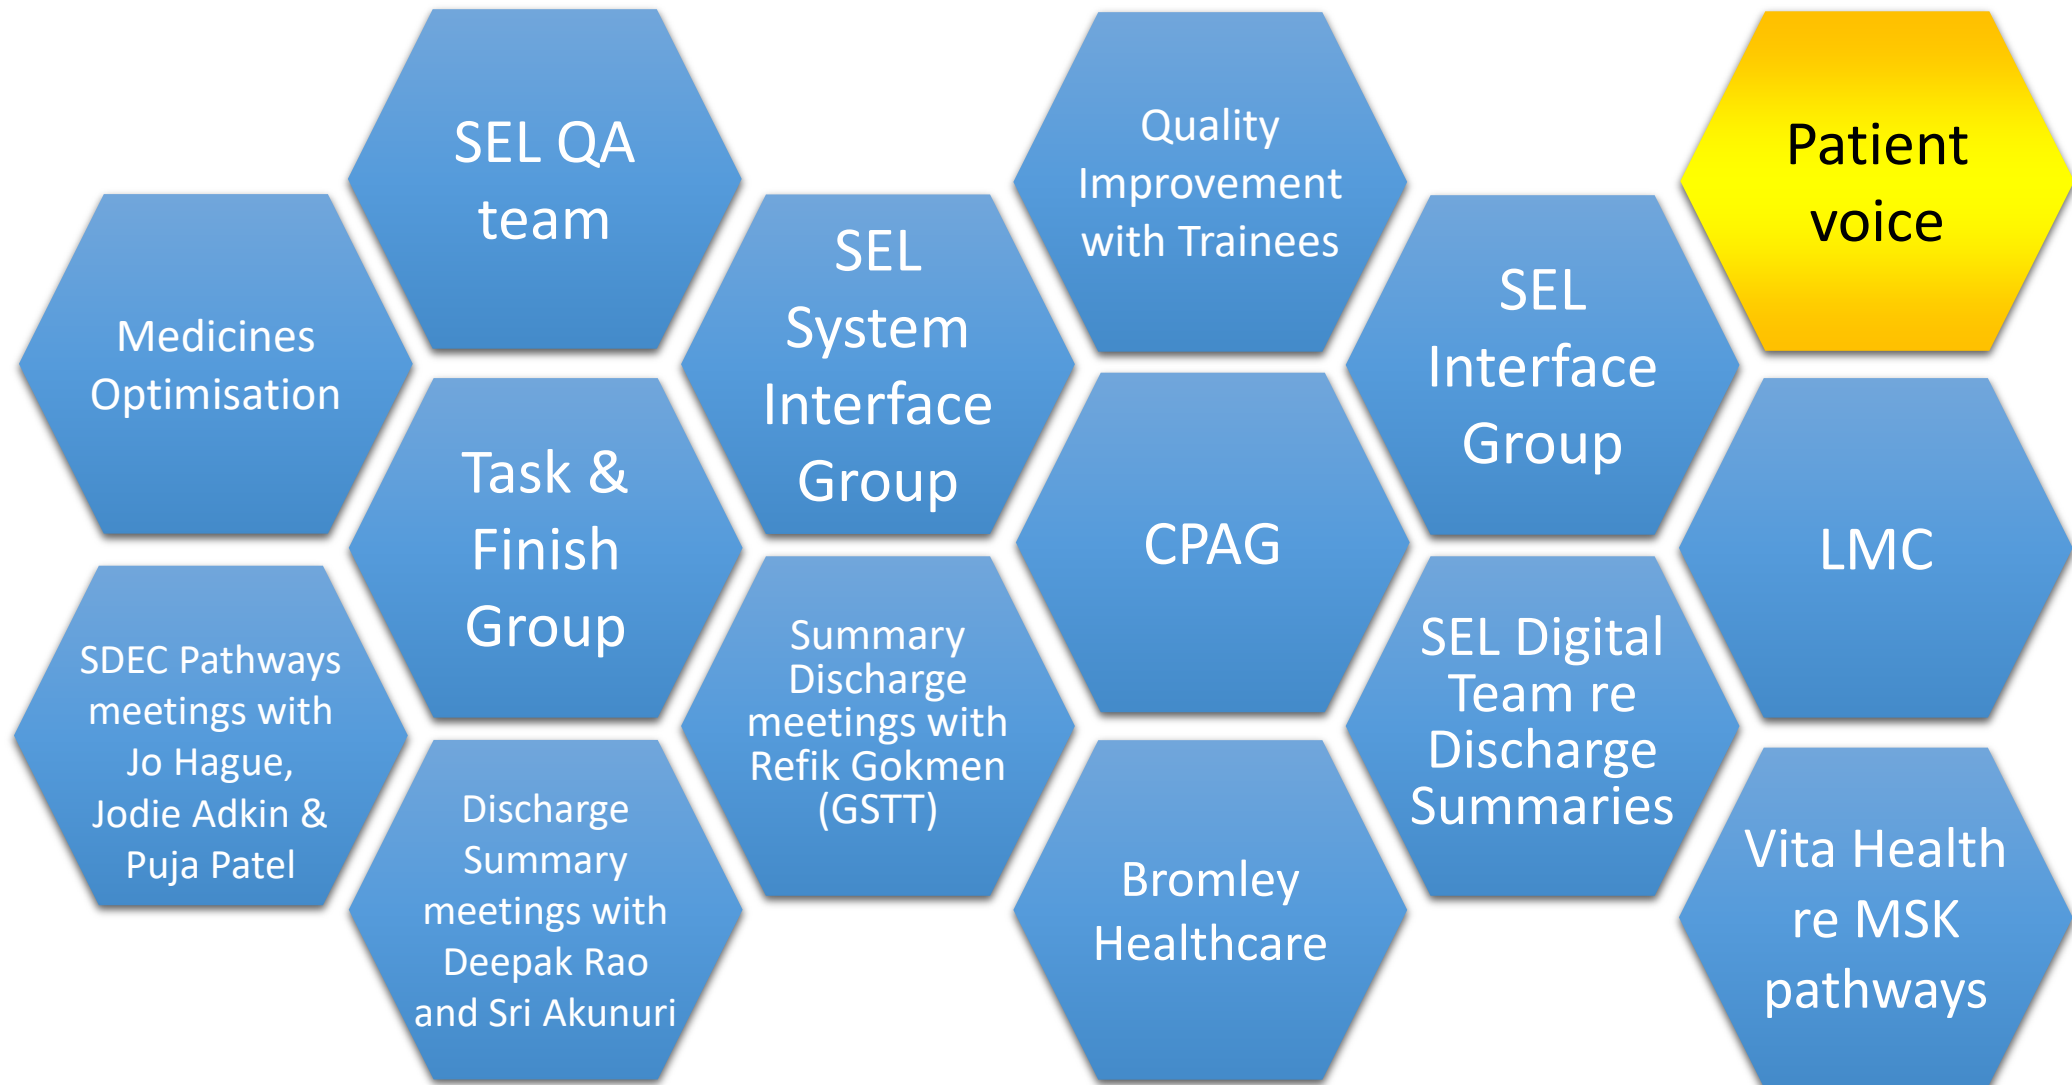 SEL QA
team
Quality
Improvement
with Trainees
Patient
voice
Medicines
Optimisation
SEL
System
Interface
Group
SEL
Interface
Group
Task &
Finish
Group
CPAG
LMC
SDEC Pathways
meetings with
Jo Hague,
Jodie Adkin &
Puja Patel
Summary
Discharge
meetings with
Refik Gokmen
(GSTT)
SEL Digital
Team re
Discharge
Summaries
Discharge
Summary
meetings with
Deepak Rao
and Sri Akunuri
Bromley
Healthcare
Vita Health
re MSK
pathways